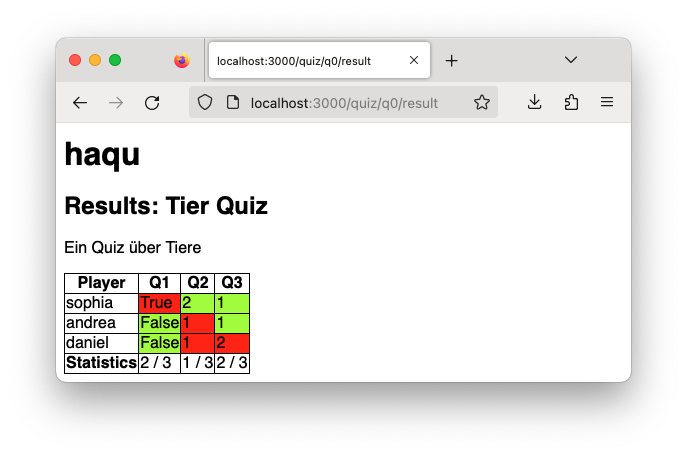 localhost:3000/quiz/q0/result
localhost:3000/quiz/q0/result
haqu
Results: Tier Quiz
Ein Quiz über Tiere
Player Q1 Q2 Q3
sophia True 2 1
andrea False 1 1
daniel False 1 2
Statistics 2 / 3 1 / 3 2 / 3